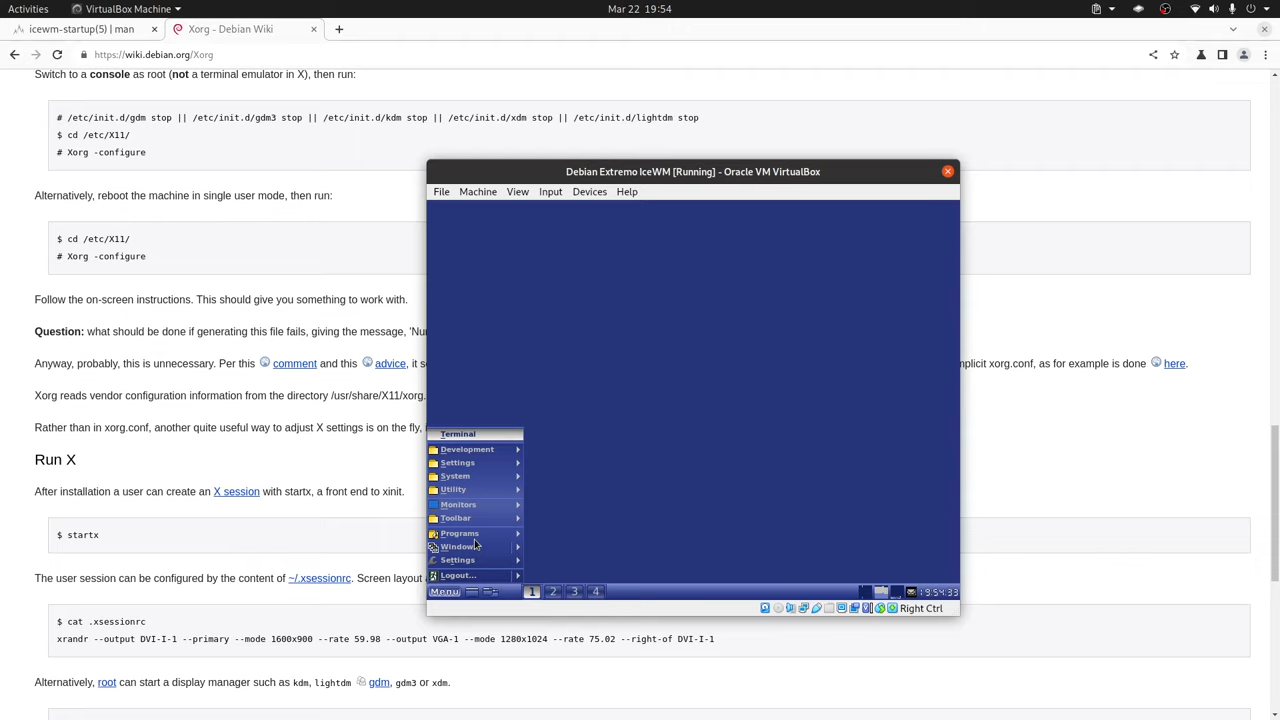 Activities
VirtualBox Machine
Mar 22 19:54
icewm-startup(5) | man
Xorg - Debian Wiki
https://wiki.debian.org/Xorg
Switch to a console as root (not a terminal emulator in X), then run:
# /etc/init.d/gdm stop || /etc/init.d/gdm3 stop || /etc/init.d/kdm stop || /etc/init.d/xdm stop || /etc/init.d/lightdm stop
$ cd /etc/X11/
# Xorg -configure
Alternatively, reboot the machine in single user mode, then run:
$ cd /etc/X11/
# Xorg -configure
Follow the on-screen instructions. This should give you something to work with.
Question: what should be done if generating this file fails, giving the message, 'Nu
Anyway, probably, this is unnecessary. Per this comment and this advice, it s
mplicit xorg.conf, as for example is done here.
Xorg reads vendor configuration information from the directory /usr/share/X11/xorg.
Rather than in xorg.conf, another quite useful way to adjust X settings is on the fly,
Run X
After installation a user can create an X session with startx, a front end to xinit.
$ startx
The user session can be configured by the content of ~/.xsessionrc. Screen layout
$ cat .xsessionrc
xrandr --output DVI-I-1 --primary --mode 1600x900 --rate 59.98 --output VGA-1 --mode 1280x1024 --rate 75.02 --right-of DVI-I-1
Alternatively, root can start a display manager such as kdm, lightdm gdm, gdm3 or xdm.
Debian Extremo IceWM [Running] - Oracle VM VirtualBox
File Machine View Input Devices Help
Terminal
Development
Settings
System
Utility
Monitors
Toolbar
Programs
Windows
Settings
Logout...
Menu 1 2 3 4 19:54:33
Right Ctrl